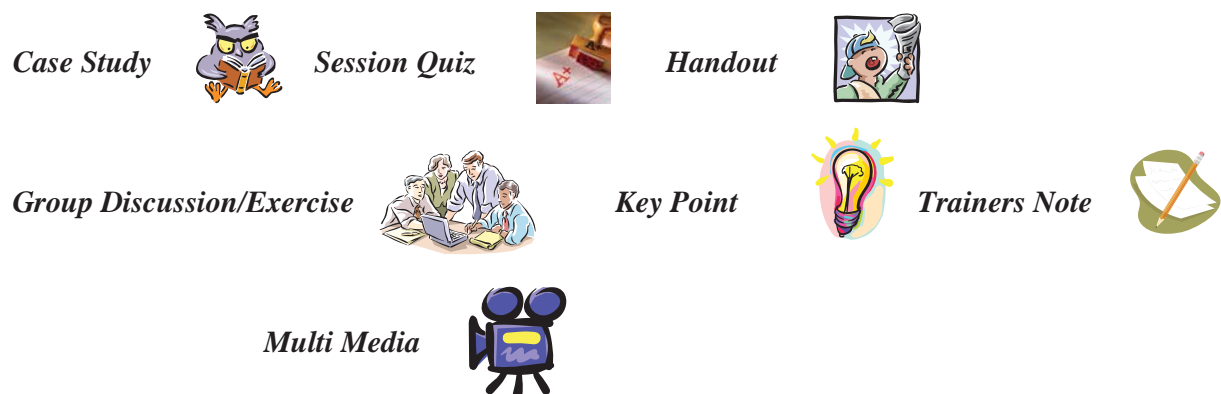 Case Study Session Quiz A+ Handout
Group Discussion/Exercise Key Point Trainers Note
Multi Media